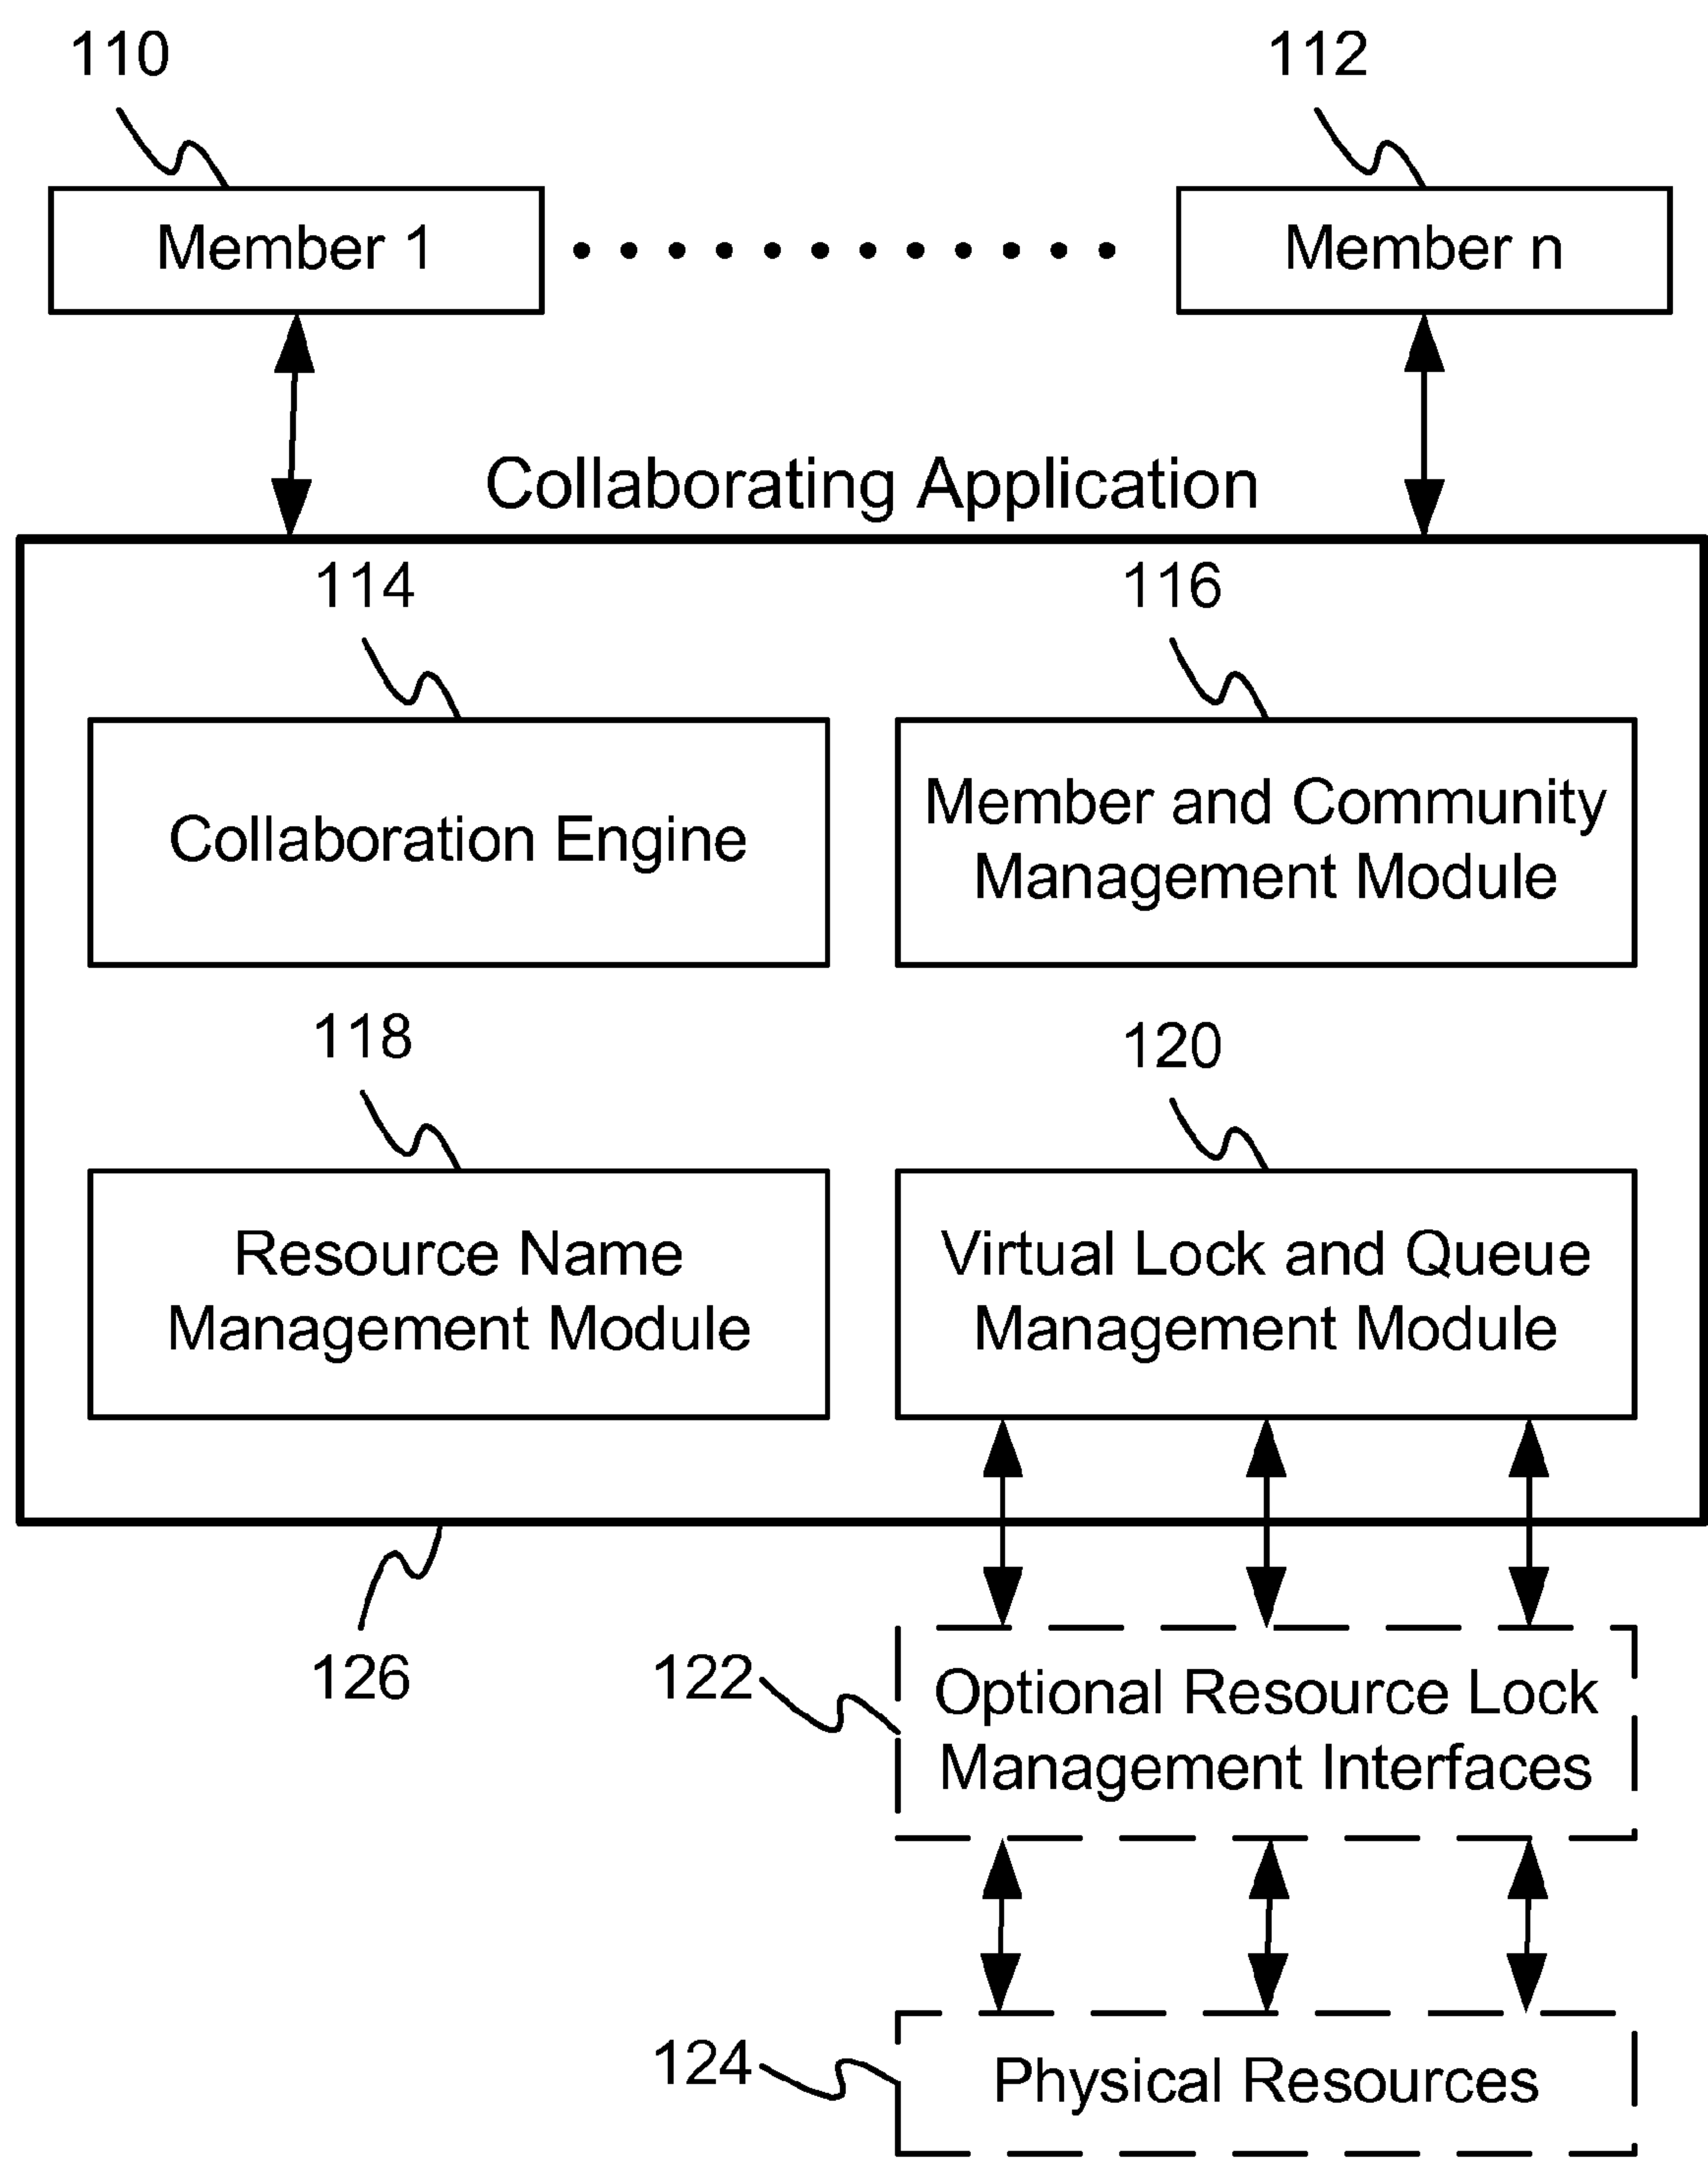 110
112
Member 1
Member n
Collaborating Application
114
116
Collaboration Engine
Member and Community
Management Module
118
120
Resource Name
Management Module
Virtual Lock and Queue
Management Module
126
122
Optional Resource Lock
Management Interfaces
124
Physical Resources